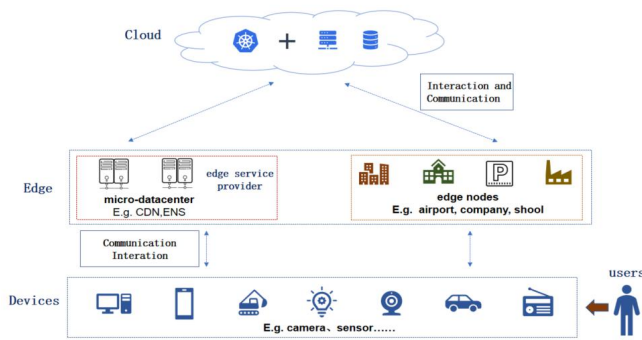 Cloud
+
Interaction and
Communication
Edge
edge service
provider
micro-datacenter
E.g. CDN,ENS
P
edge nodes
E.g. airport, company, shool
Communication
Interation
users
Devices
E.g. camera、sensor……